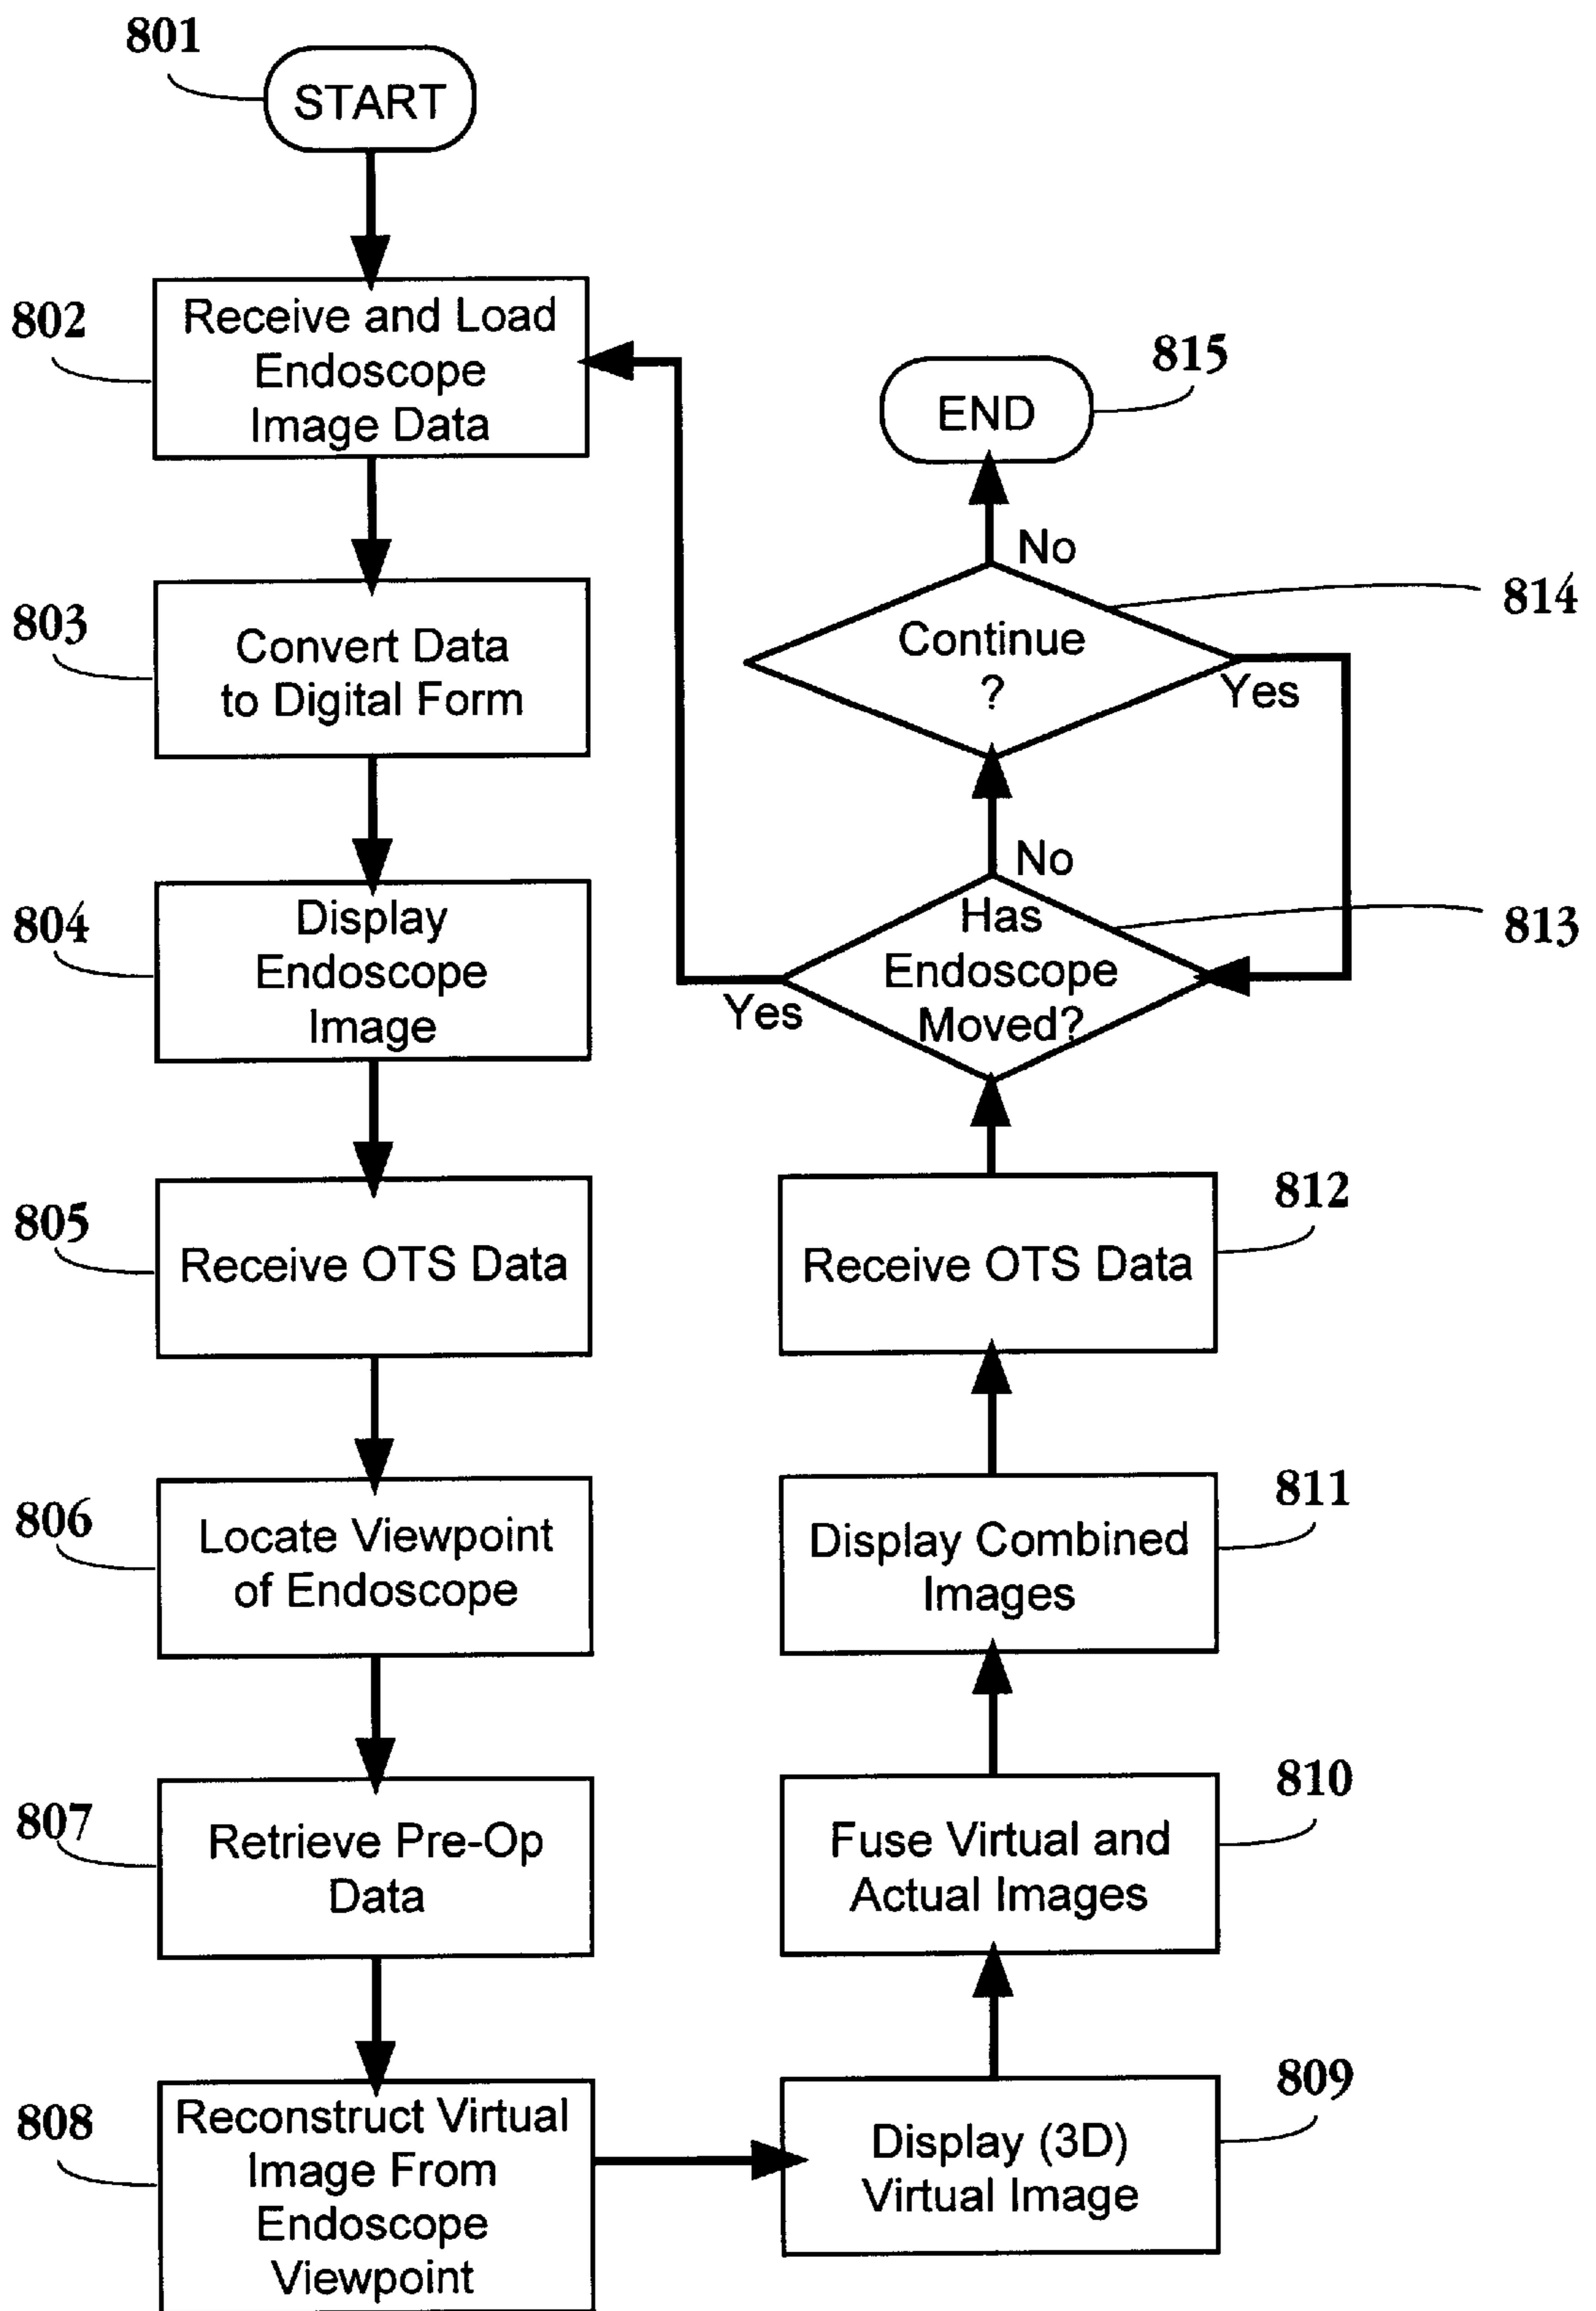 801
START
802
Receive and Load
Endoscope
Image Data
803
Convert Data
to Digital Form
804
Display
Endoscope
Image
805
Receive OTS Data
806
Locate Viewpoint
of Endoscope
807
Retrieve Pre-Op
Data
808
Reconstruct Virtual
Image From
Endoscope
Viewpoint
809
Display (3D)
Virtual Image
810
Fuse Virtual and
Actual Images
811
Display Combined
Images
812
Receive OTS Data
813
Has
Endoscope
Moved?
Yes
No
814
Continue
?
Yes
No
815
END